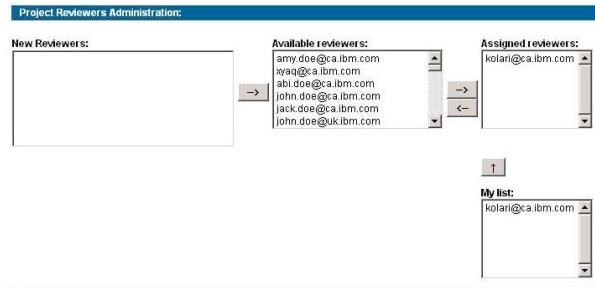 Project Reviewers Administration:
New Reviewers:
Available reviewers:
Assigned reviewers:
amy.doe@ca.ibm.com
xyaq@ca.ibm.com
abi.doe@ca.ibm.com
john.doe@ca.ibm.com
jack.doe@ca.ibm.com
john.doe@uk.ibm.com
kolari@ca.ibm.com
My list:
kolari@ca.ibm.com